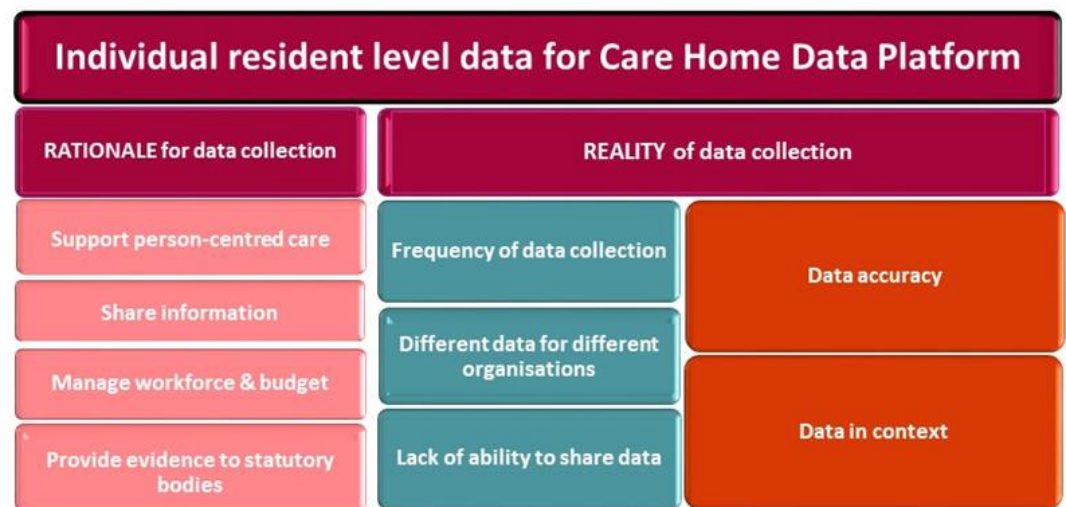 Individual resident level data for Care Home Data Platform
RATIONALE for data collection
REALITY of data collection
Support person-centred care
Share information
Manage workforce & budget
Provide evidence to statutory
bodies
Frequency of data collection
Different data for different
organisations
Lack of ability to share data
Data accuracy
Data in context